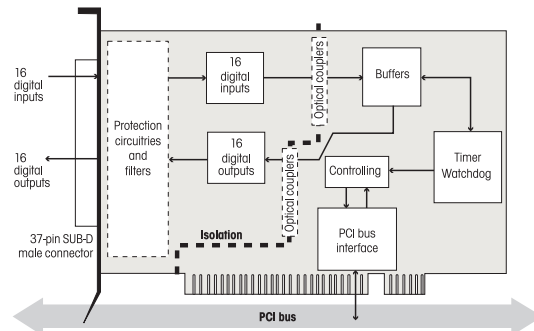 16
digital
inputs
16
digital
outputs
37-pin SUB-D
male connector
Protection
circuitries
and
filters
16
digital
inputs
16
digital
outputs
Optical couplers
Optical couplers
Isolation
Buffers
Controlling
Timer
Watchdog
PCI bus
interface
PCI bus